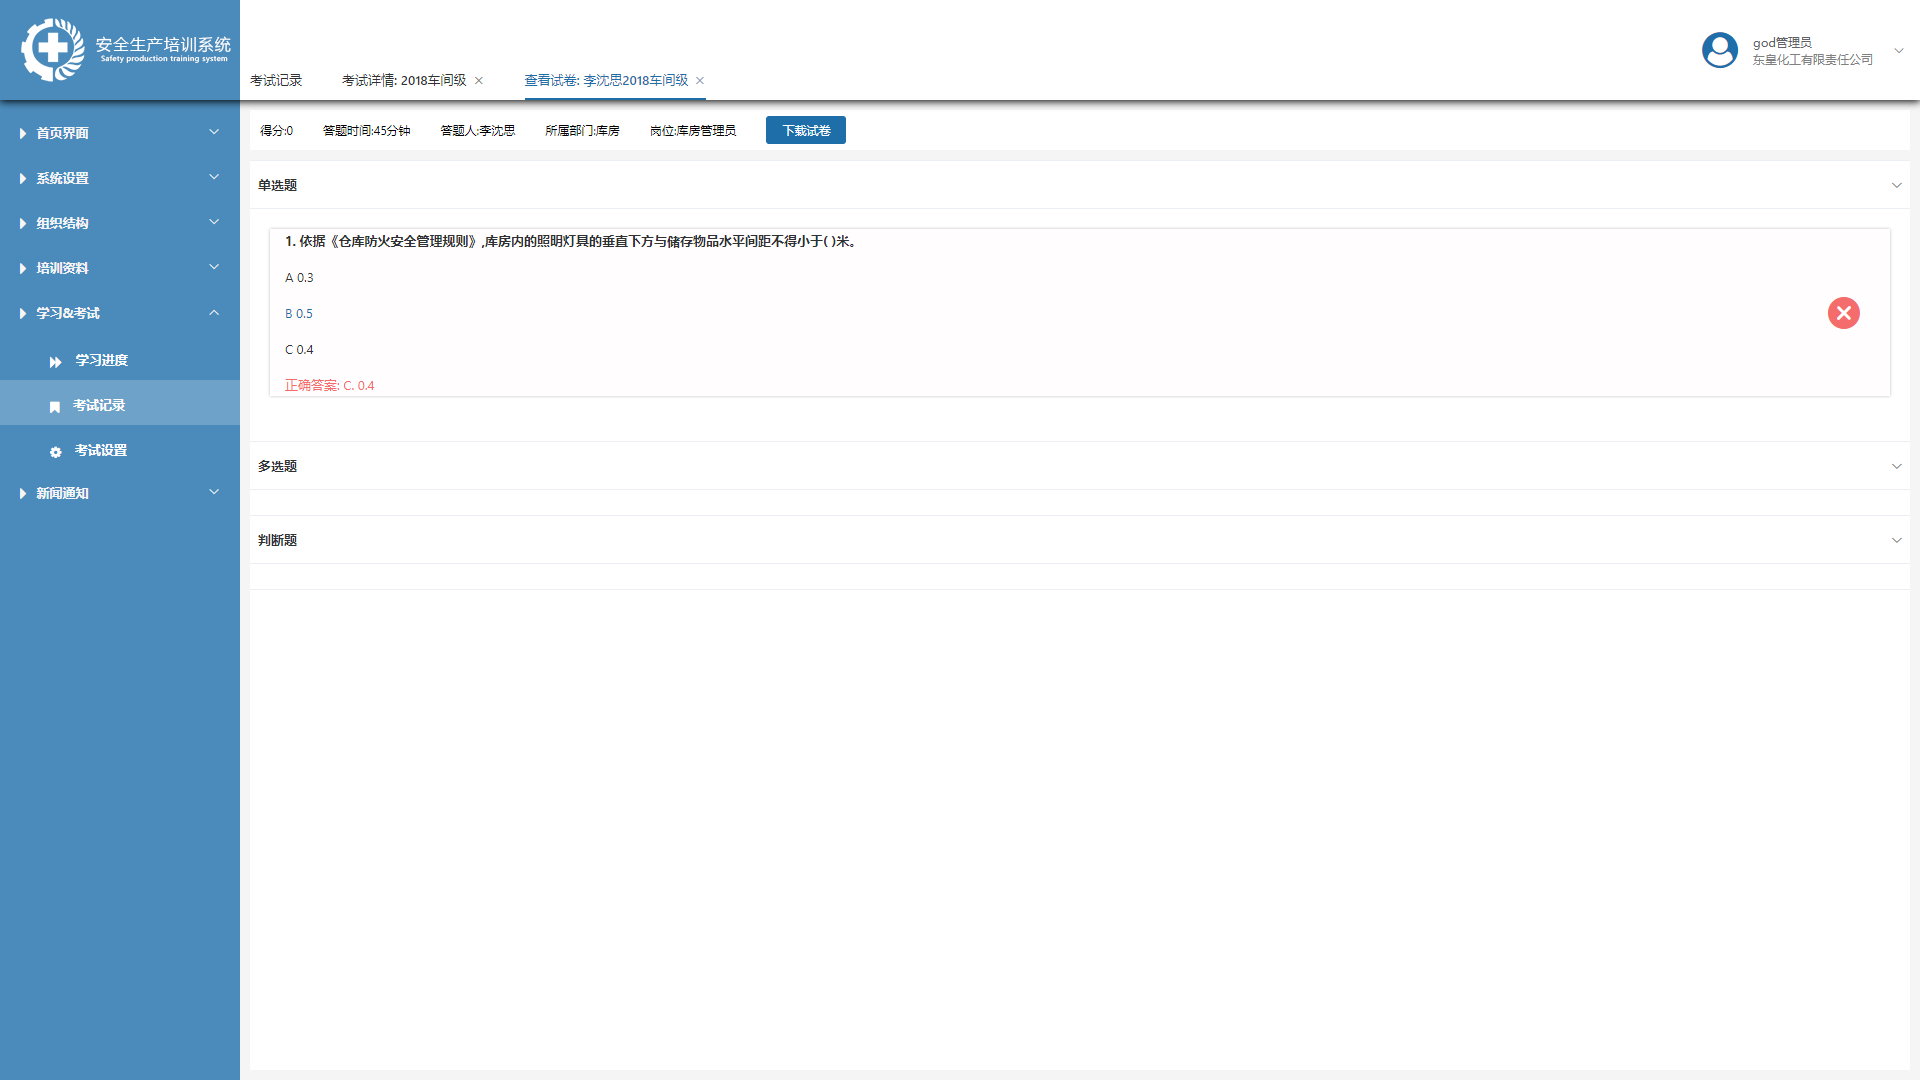 安全生产培训系统
Safety production training system
god管理员
东皇化工有限责任公司
考试记录
考试详情: 2018车间级
查看试卷: 李沈思2018车间级
首页界面
系统设置
组织结构
培训资料
学习&考试
学习进度
考试记录
考试设置
新闻通知
得分:0
答题时间:45分钟
答题人:李沈思
所属部门:库房
岗位:库房管理员
下载试卷
单选题
1. 依据《仓库防火安全管理规则》,库房内的照明灯具的垂直下方与储存物品水平间距不得小于( )米。
A 0.3
B 0.5
C 0.4
正确答案: C. 0.4
多选题
判断题